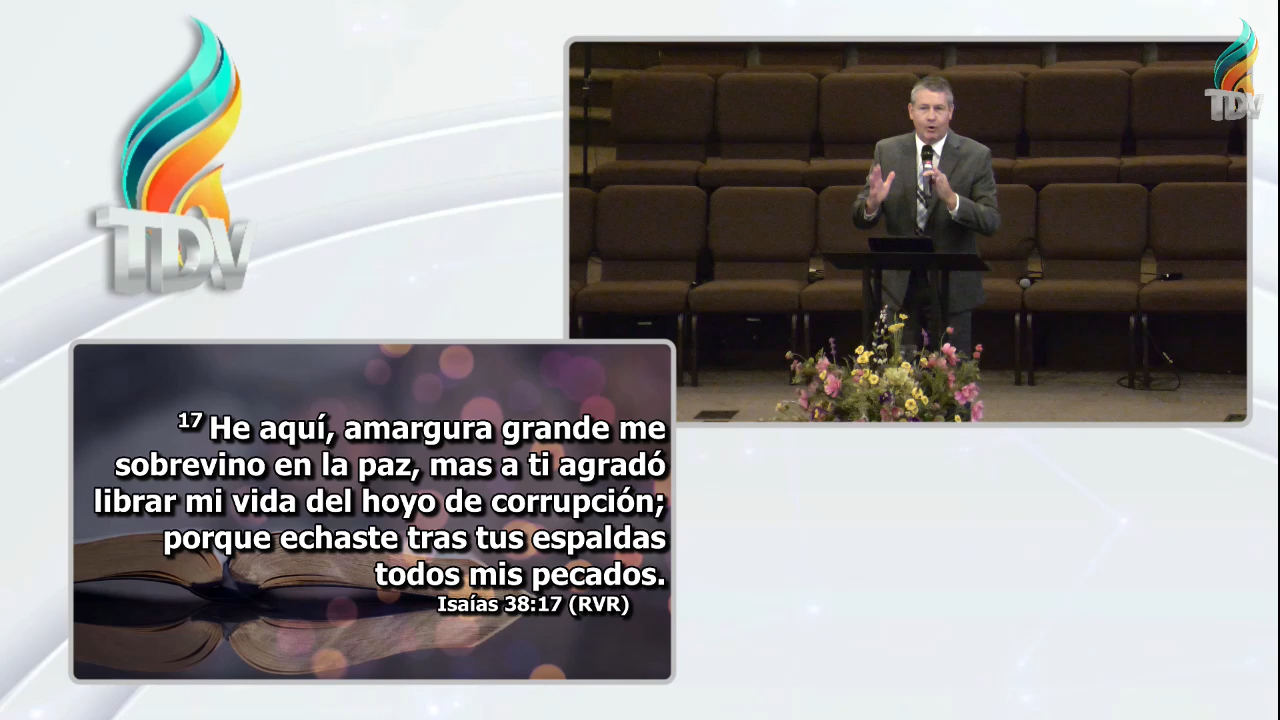 TDV
TDV
17 He aquí, amargura grande me
sobrevino en la paz, mas a ti agradó
librar mi vida del hoyo de corrupción;
porque echaste tras tus espaldas
todos mis pecados.
Isaías 38:17 (RVR)